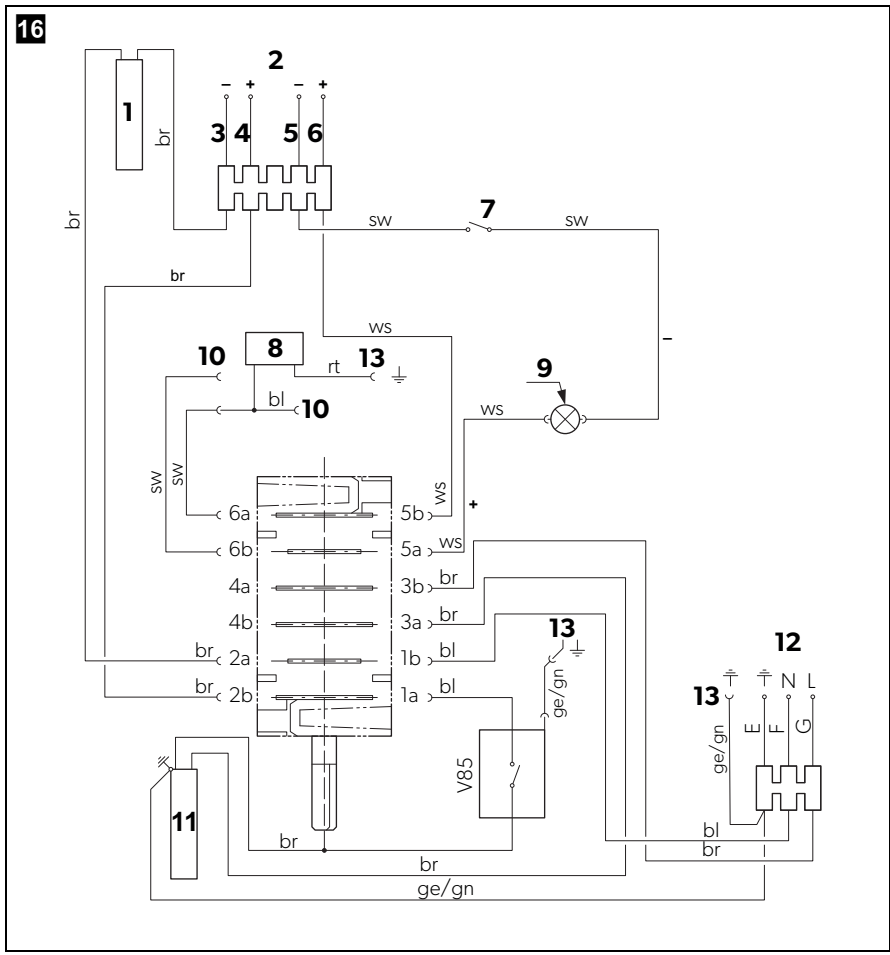 16
2
− + − +
1
3 4 5 6
br
br
sw
7
sw
br
ws
−
8
10
rt
13
9
bl
10
ws
ws
sw
sw
ws
+
6a
5b
6b
5a
ws
4a
3b
br
4b
3a
br
13
br
2a
1b
bl
12
br
2b
1a
bl
13
N L
ge/gn
ge/gn
E
F
G
V85
11
br
bl
br
br
ge/gn